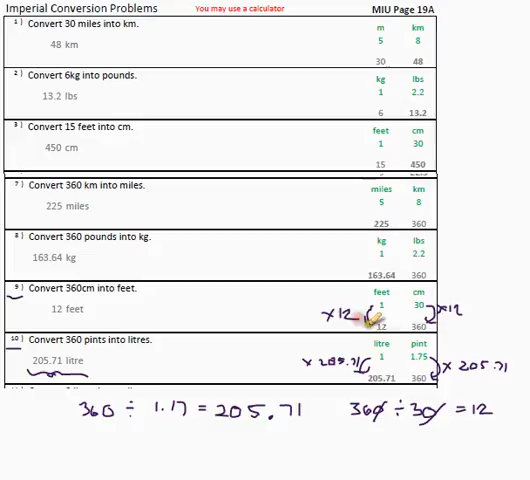 Imperial Conversion Problems You may use a calculator MIU Page 19A
1) Convert 30 miles into km. m km
5 8
48 km
30 48
2) Convert 6kg into pounds. kg lbs
1 2.2
13.2 lbs
6 13.2
3) Convert 15 feet into cm. feet cm
1 30
450 cm
15 450
7) Convert 360 km into miles. miles km
5 8
225 miles
225 360
8) Convert 360 pounds into kg. kg lbs
1 2.2
163.64 kg
163.64 360
9) Convert 360cm into feet. feet cm
1 30
12 feet ×12 ×12
12 360
10) Convert 360 pints into litres. litre pint
1 1.75
205.71 litre × 205.71 × 205.71
205.71 360
360 ÷ 1.17 = 205.71 360 ÷ 30 = 12